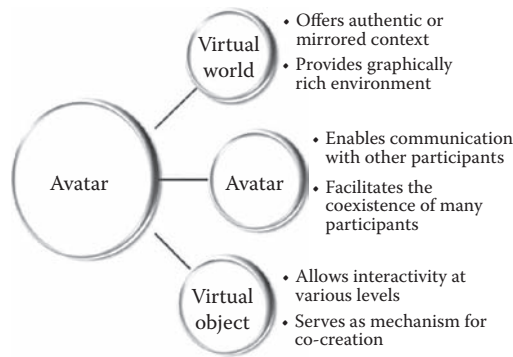 Virtual
world
• Offers authentic or
mirrored context
• Provides graphically
rich environment
Avatar
Avatar
• Enables communication
with other participants
• Facilitates the
coexistence of many
participants
Virtual
object
• Allows interactivity at
various levels
• Serves as mechanism for
co-creation